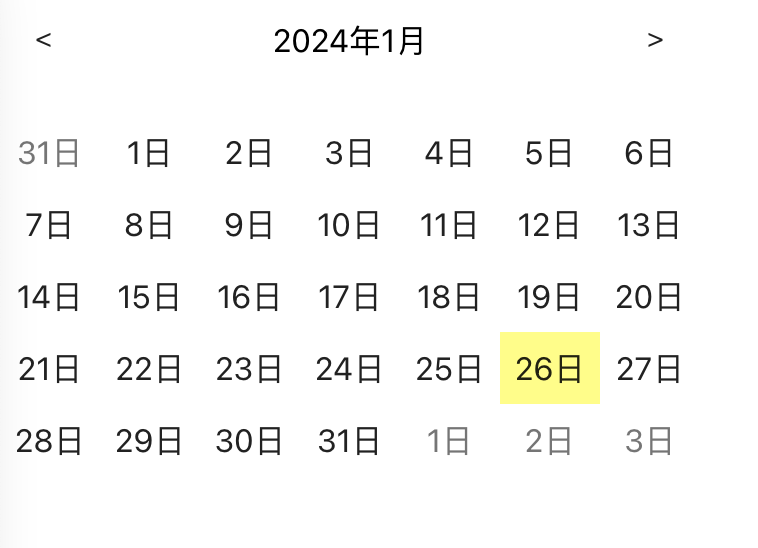 < 2024年1月 >
31日 1日 2日 3日 4日 5日 6日
7日 8日 9日 10日 11日 12日 13日
14日 15日 16日 17日 18日 19日 20日
21日 22日 23日 24日 25日 26日 27日
28日 29日 30日 31日 1日 2日 3日